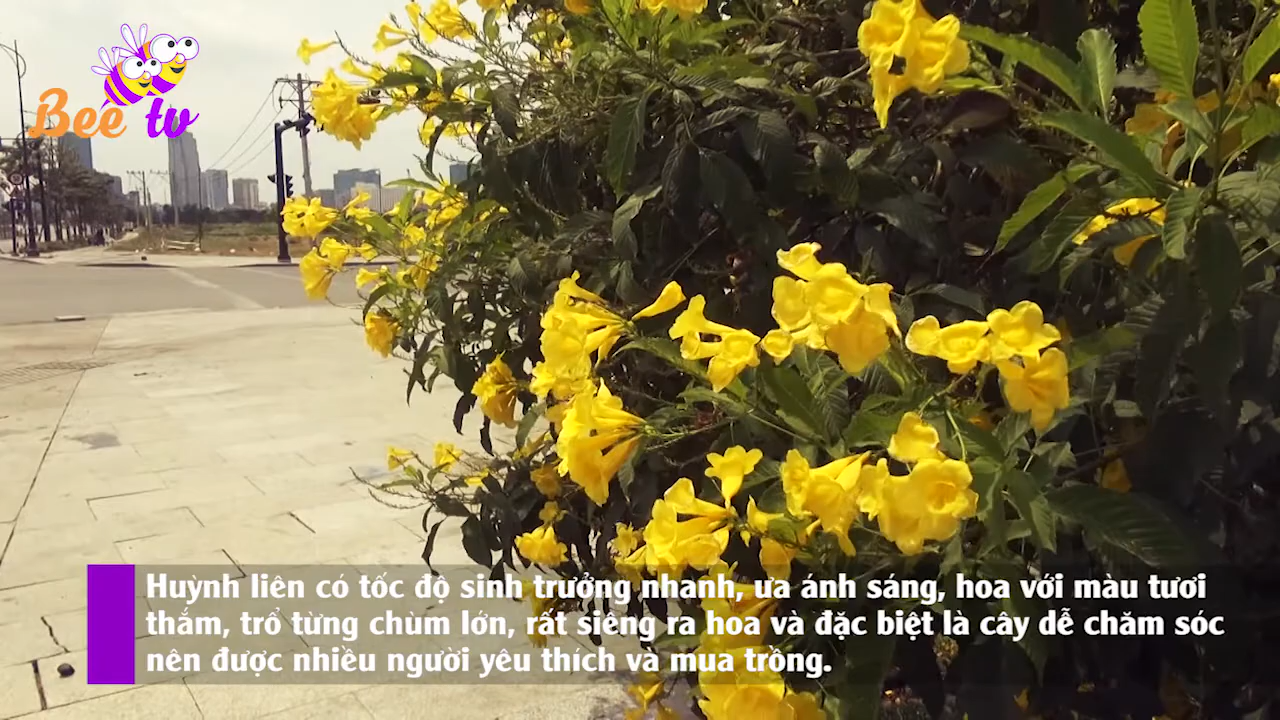 Bee tv
Huỳnh liên có tốc độ sinh trưởng nhanh, ưa ánh sáng, hoa với màu tươi
thắm, trổ từng chùm lớn, rất siêng ra hoa và đặc biệt là cây dễ chăm sóc
nên được nhiều người yêu thích và mua trồng.